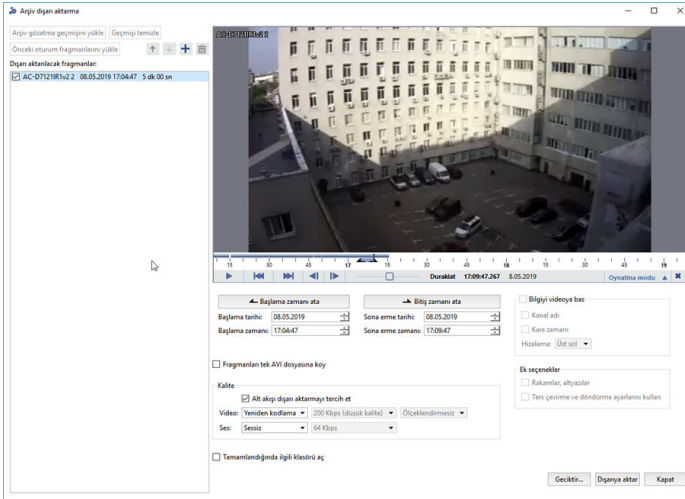 Arşiv dışarı aktarma
Arşiv gözatma geçmişini yükle Geçmişi temizle
Önceki oturum fragmanlarını yükle
Dışarı aktarılacak fragmanlar:
AC-D7121IR1v2 2 08.05.2019 17:04:47 5 dk 00 sn
AC-D7121IR1v2 2
15 30 45 17 15 30 45 18 15 30 45 19
Duraklat 17:09:47.267 8.05.2019 Oynatma modu
Başlama zamanı ata Bitiş zamanı ata
Başlama tarihi: 08.05.2019 Sona erme tarihi: 08.05.2019
Başlama zamanı: 17:04:47 Sona erme zamanı: 17:09:47
Bilgiyi videoya bas
Kanal adı
Kare zamanı
Hizalama: Üst sol
Fragmanları tek AVI dosyasına koy
Kalite
Alt akışı dışarı aktarmayı tercih et
Video: Yeniden kodlama 200 Kbps (düşük kalite) Ölçeklendirmesiz
Ses: Sessiz 64 Kbps
Ek seçenekler
Rakamlar, altyazılar
Ters çevirme ve döndürme ayarlarını kullan
Tamamlandığında ilgili klasörü aç
Geciktir... Dışarıya aktar Kapat